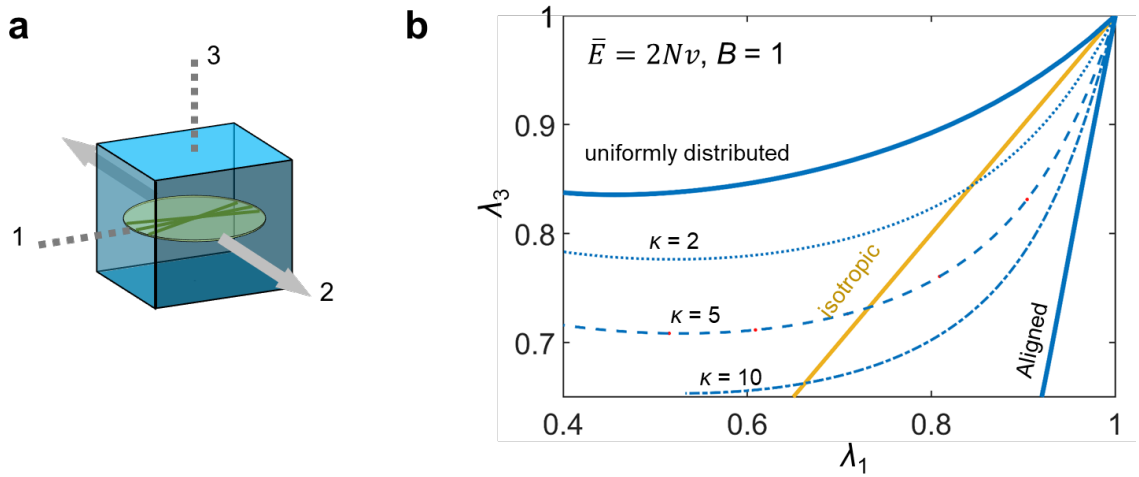 a
3
1
2
b
Ē = 2Nv, B = 1
uniformly distributed
κ = 2
κ = 5
κ = 10
isotropic
Aligned
λ₃
1
0.9
0.8
0.7
0.4
0.6
0.8
1
λ₁